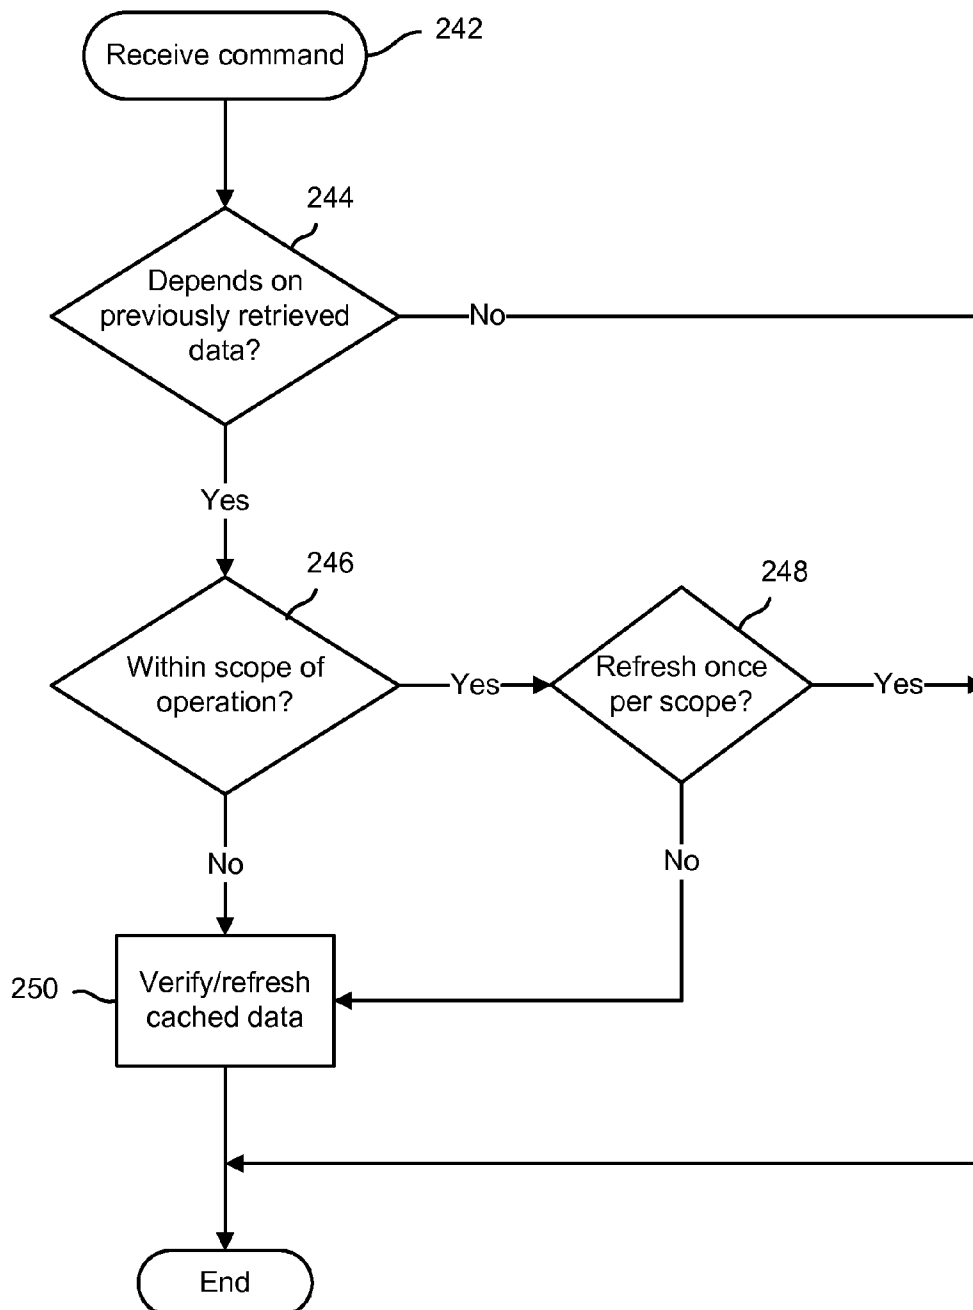 Receive command
242
244
Depends on
previously retrieved
data?
No
Yes
246
248
Within scope of
operation?
Yes
Refresh once
per scope?
Yes
No
No
250
Verify/refresh
cached data
End